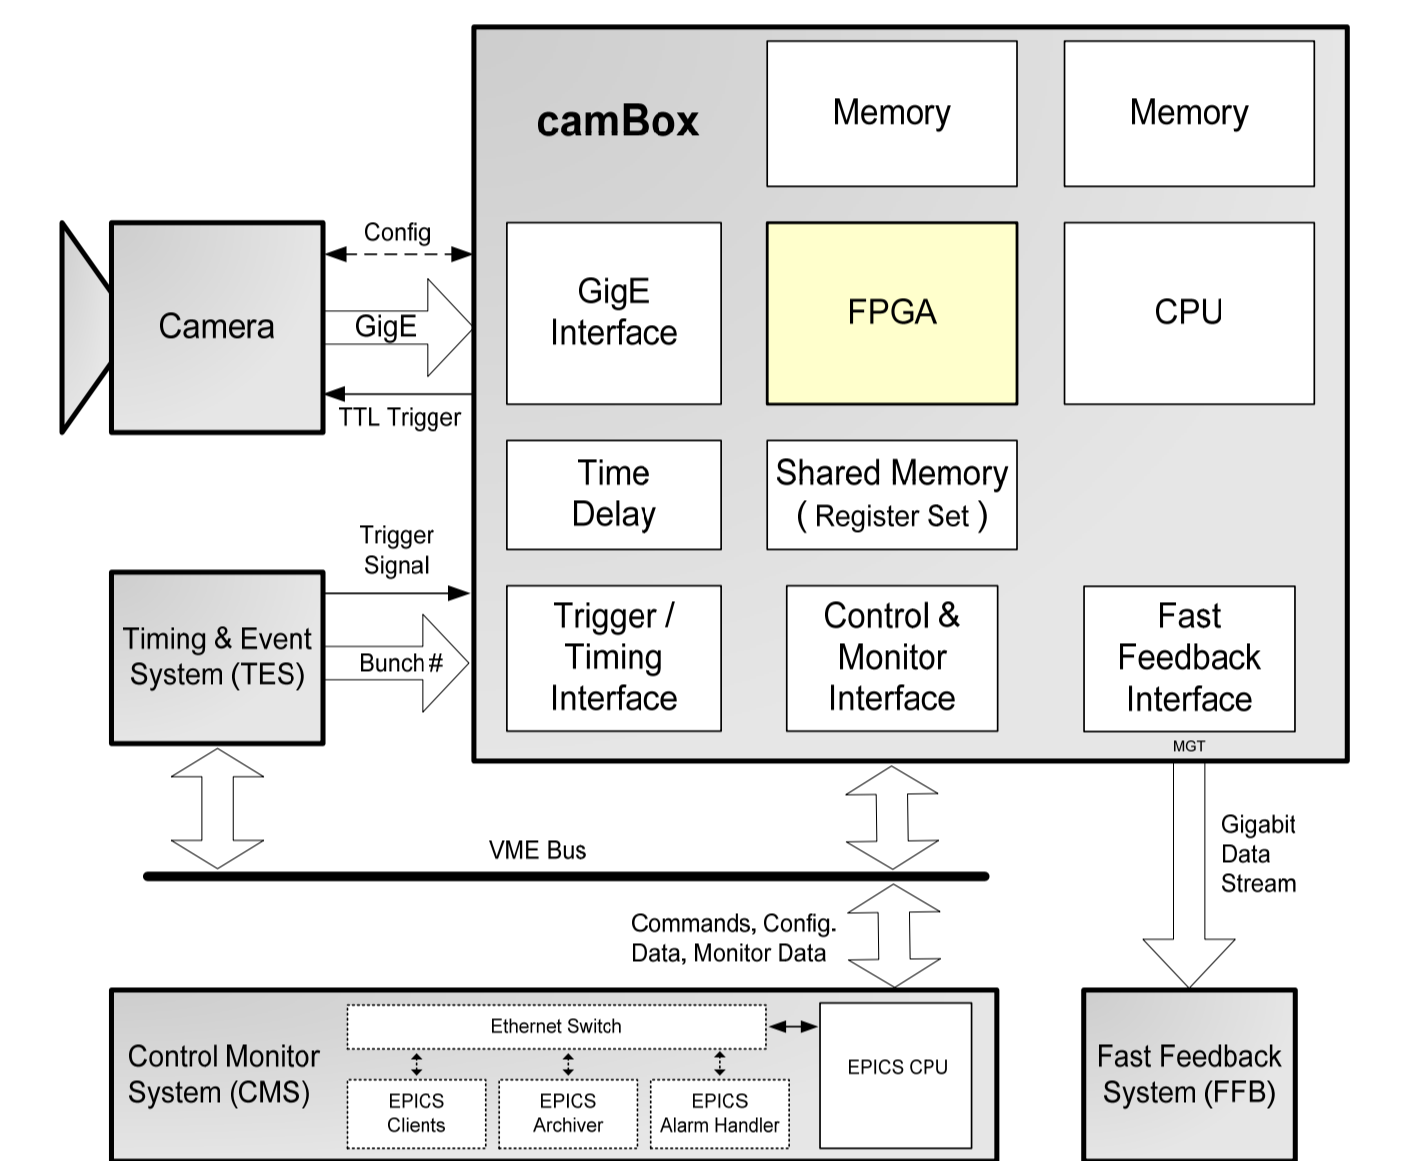 camBox
Memory
Memory
Config
GigE
Interface
FPGA
CPU
Camera
GigE
TTL Trigger
Time
Delay
Shared Memory
( Register Set )
Trigger
Signal
Timing & Event
System (TES)
Bunch #
Trigger /
Timing
Interface
Control &
Monitor
Interface
Fast
Feedback
Interface
MGT
VME Bus
Gigabit
Data
Stream
Commands, Config.
Data, Monitor Data
Control Monitor
System (CMS)
Ethernet Switch
EPICS CPU
EPICS
Clients
EPICS
Archiver
EPICS
Alarm Handler
Fast Feedback
System (FFB)